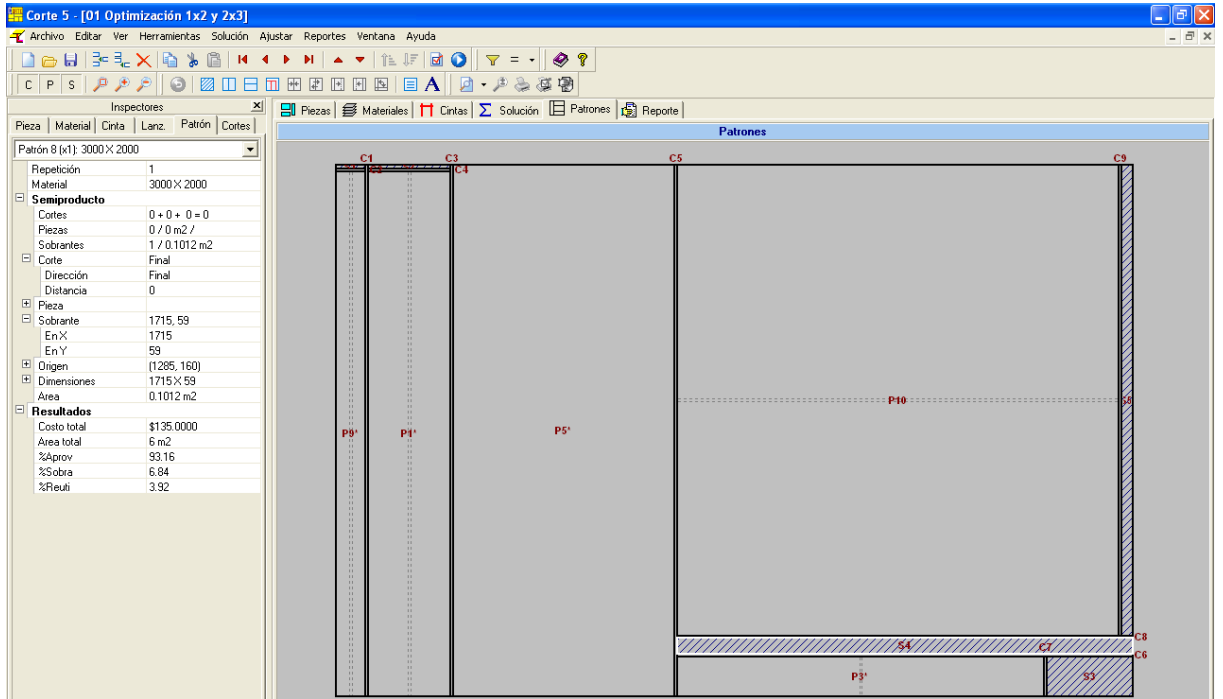 Corte 5 - [01 Optimización 1x2 y 2x3]
Archivo Editar Ver Herramientas Solución Ajustar Reportes Ventana Ayuda
C P S A
Inspectores
Pieza Material Cinta Lanz. Patrón Cortes
Piezas Materiales Cintas Solución Patrones Reporte
Patrones
Patrón 8 (x1): 3000 X 2000
Repetición 1
Material 3000 X 2000
Semiproducto
Cortes 0 + 0 + 0 = 0
Piezas 0 / 0 m2 /
Sobrantes 1 / 0.1012 m2
Corte Final
Dirección Final
Distancia 0
Pieza
Sobrante 1715, 59
En X 1715
En Y 59
Origen (1285, 160)
Dimensiones 1715 X 59
Area 0.1012 m2
Resultados
Costo total $135.0000
Area total 6 m2
%Aprov 93.16
%Sobra 6.84
%Reuti 3.92
C1 C3 C5 C9
C4
P10
P9* P1* P5*
C8
S4 C7
C6
P3* S3